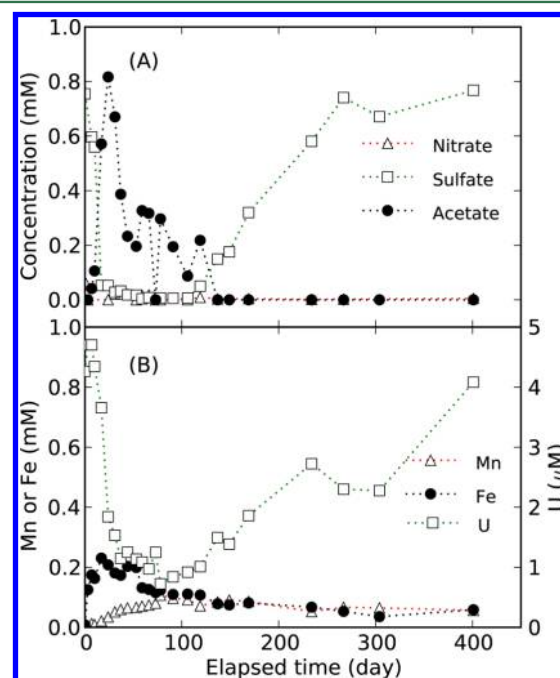 1.0
(A)
0.8
0.6
0.4
0.2
0.0
Concentration (mM)
Nitrate
Sulfate
Acetate
1.0
(B)
0.8
0.6
0.4
0.2
0.0
Mn or Fe (mM)
5
4
3
2
1
0
U (μM)
Mn
Fe
U
0 100 200 300 400
Elapsed time (day)